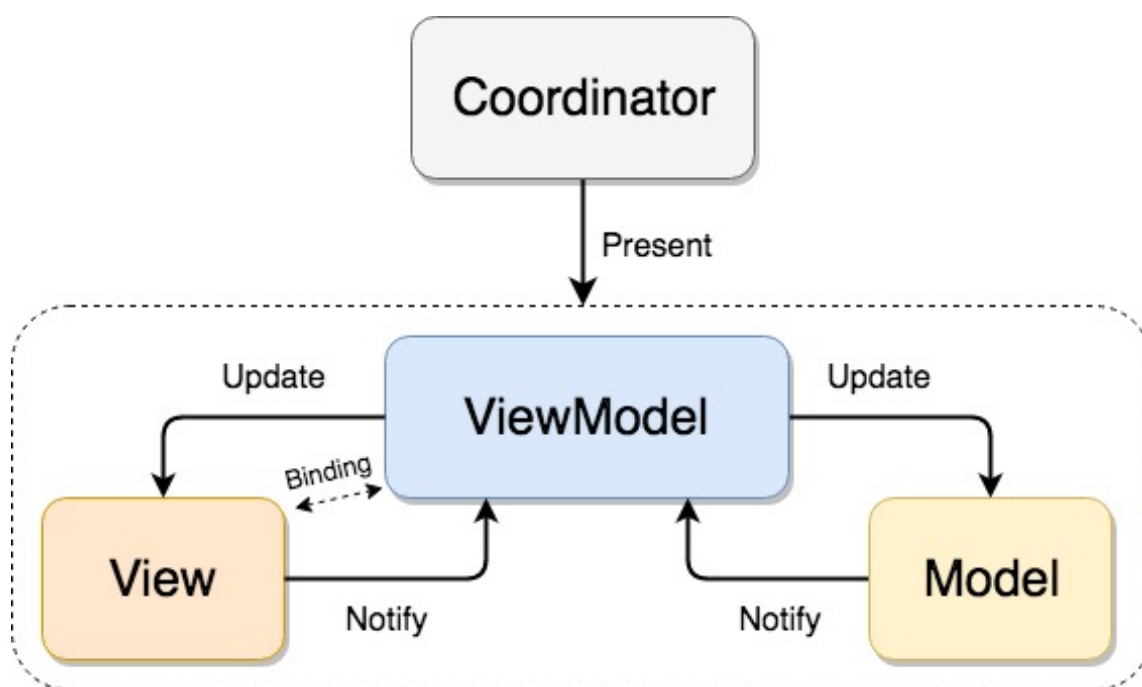 Coordinator
Present
Update
ViewModel
Update
Binding
View
Notify
Notify
Model